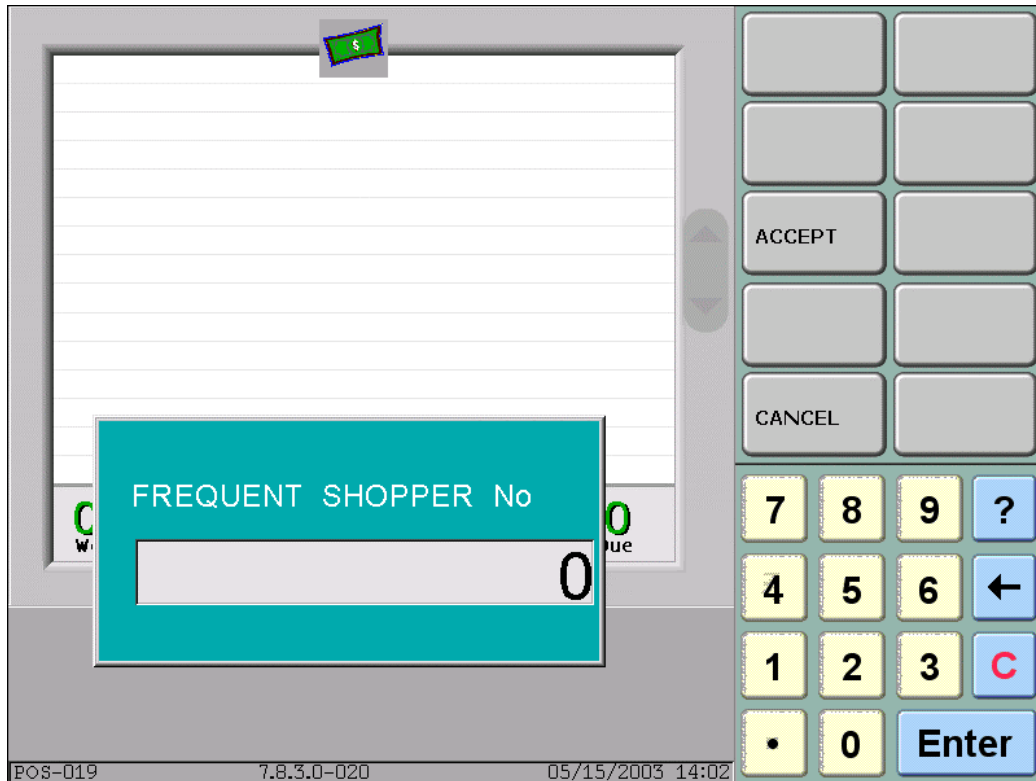 $
ACCEPT
CANCEL
FREQUENT SHOPPER No
0
7 8 9 ?
4 5 6 ←
1 2 3 C
. 0 Enter
POS-019 7.8.3.0-020 05/15/2003 14:02